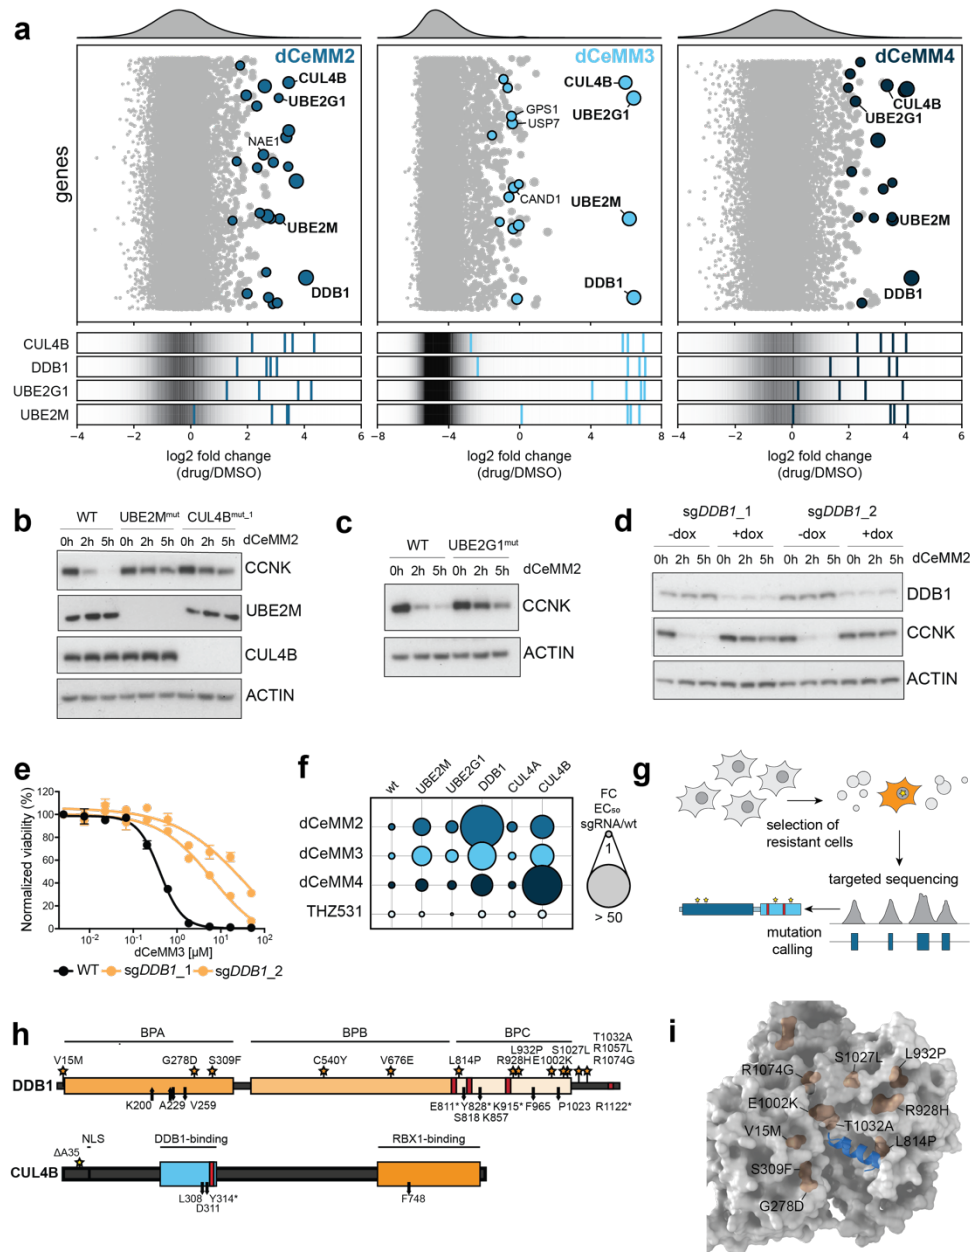 a
dCeMM2
dCeMM3
dCeMM4
genes
CUL4B
UBE2G1
NAE1
UBE2M
DDB1
CUL4B
UBE2G1
GPS1
USP7
CAND1
UBE2M
DDB1
CUL4B
UBE2G1
UBE2M
DDB1
CUL4B
DDB1
UBE2G1
UBE2M
−4 −2 0 2 4 6
−8 −4 0 4 8
−4 −2 0 2 4 6
log2 fold change
(drug/DMSO)
log2 fold change
(drug/DMSO)
log2 fold change
(drug/DMSO)
b
WT UBE2Mmut CUL4Bmut_1
0h 2h 5h 0h 2h 5h 0h 2h 5h dCeMM2
CCNK
UBE2M
CUL4B
ACTIN
c
WT UBE2G1mut
0h 2h 5h 0h 2h 5h dCeMM2
CCNK
ACTIN
d
sgDDB1_1 sgDDB1_2
-dox +dox -dox +dox
0h 2h 5h 0h 2h 5h 0h 2h 5h 0h 2h 5h dCeMM2
DDB1
CCNK
ACTIN
e
Normalized viability (%)
120
100
80
60
40
20
0
10-2 10-1 100 101 102
dCeMM3 [µM]
WT sgDDB1_1 sgDDB1_2
f
wt UBE2M UBE2G1 DDB1 CUL4A CUL4B
dCeMM2
dCeMM3
dCeMM4
THZ531
FC
EC50
sgRNA/wt
1
> 50
g
selection of
resistant cells
targeted sequencing
mutation
calling
h
BPA BPB BPC
V15M G278D S309F C540Y V676E L814P L932P R928H E1002K S1027L T1032A R1057L R1074G
DDB1
K200 A229 V259 E811* Y828* K915* F965 P1023 R1122*
S818 K857
ΔA35 NLS DDB1-binding RBX1-binding
CUL4B
L308 Y314* F748
D311
i
S1027L L932P
R1074G
E1002K R928H
T1032A
V15M L814P
S309F
G278D